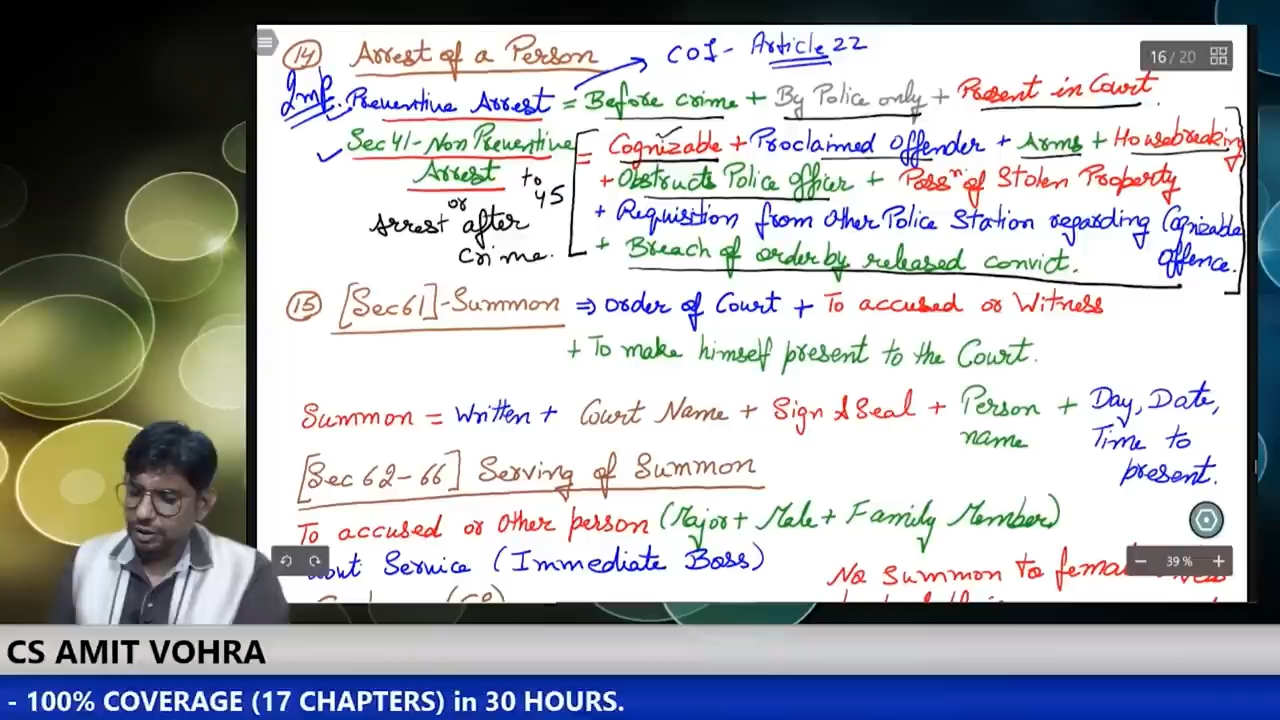 14 Arrest of a Person → COI - Article 22
16 / 20
Imp. Preventive Arrest = Before crime + By Police only + Present in Court
Sec 41 - Non Preventive Arrest to 45 or Arrest after crime.
= Cognizable + Proclaimed Offender + Arms + Housebreaking
+ Obstructs Police officer + Possn of Stolen Property
+ Requisition from Other Police Station regarding Cognizable offence.
+ Breach of order by released convict.
15 [Sec 61] - Summon ⇒ Order of Court + To accused or Witness
+ To make himself present to the Court.
Summon = Written + Court Name + Sign & Seal + Person name + Day, Date, Time to present.
[Sec 62-66] Serving of Summon
To accused or Other person (Major + Male + Family Member)
Service (Immediate Boss)
No Summon to
39 %
CS AMIT VOHRA
- 100% COVERAGE (17 CHAPTERS) in 30 HOURS.